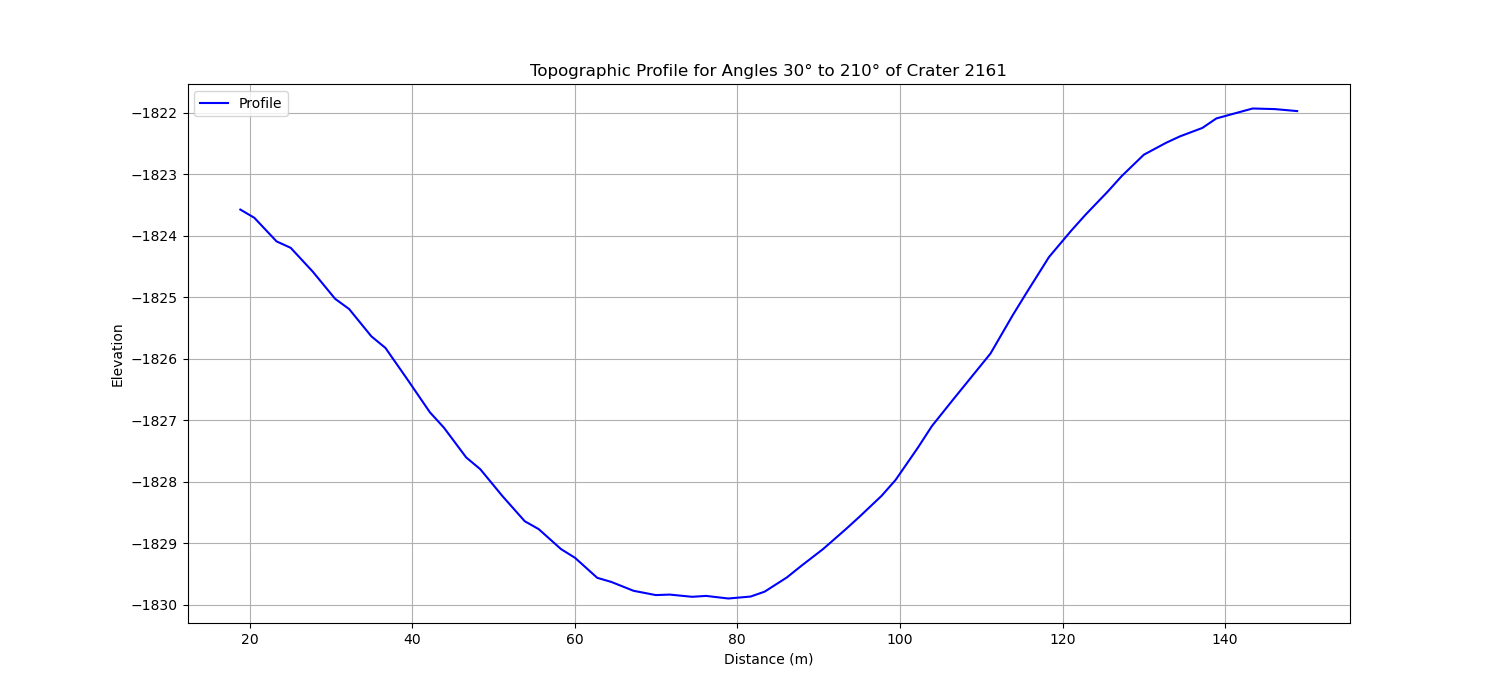 Topographic Profile for Angles 30° to 210° of Crater 2161
Profile
−1822
−1823
−1824
−1825
−1826
−1827
−1828
−1829
−1830
Elevation
20 40 60 80 100 120 140
Distance (m)